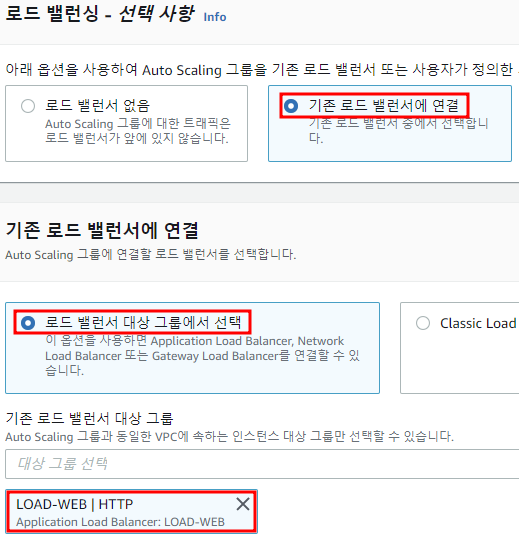 로드 밸런싱 - 선택 사항 Info
아래 옵션을 사용하여 Auto Scaling 그룹을 기존 로드 밸런서 또는 사용자가 정의한
로드 밸런서 없음
Auto Scaling 그룹에 대한 트래픽은
로드 밸런서가 앞에 있지 않습니다.
기존 로드 밸런서에 연결
기존 로드 밸런서 중에서 선택합니
다.
기존 로드 밸런서에 연결
Auto Scaling 그룹에 연결할 로드 밸런서를 선택합니다.
로드 밸런서 대상 그룹에서 선택
이 옵션을 사용하면 Application Load Balancer, Network
Load Balancer 또는 Gateway Load Balancer를 연결할 수 있
습니다.
Classic Load
기존 로드 밸런서 대상 그룹
Auto Scaling 그룹과 동일한 VPC에 속하는 인스턴스 대상 그룹만 선택할 수 있습니다.
대상 그룹 선택
LOAD-WEB | HTTP
Application Load Balancer: LOAD-WEB